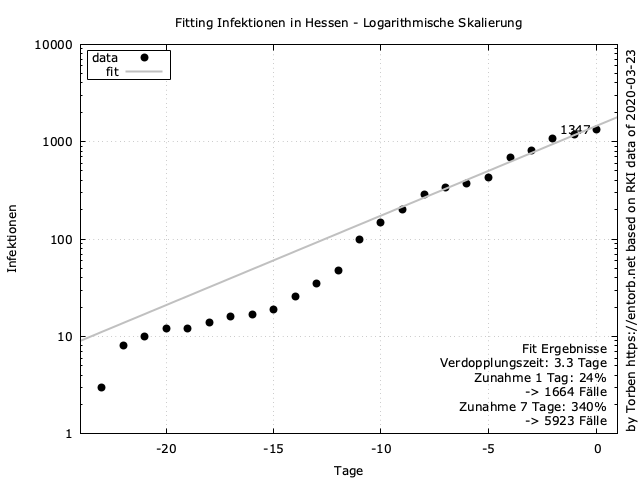 Fitting Infektionen in Hessen - Logarithmische Skalierung
data
fit
10000
1000
100
10
1
Infektionen
1347
Fit Ergebnisse
Verdopplungszeit: 3.3 Tage
Zunahme 1 Tag: 24%
-> 1664 Fälle
Zunahme 7 Tage: 340%
-> 5923 Fälle
-20
-15
-10
-5
0
Tage
by Torben https://entorb.net based on RKI data of 2020-03-23